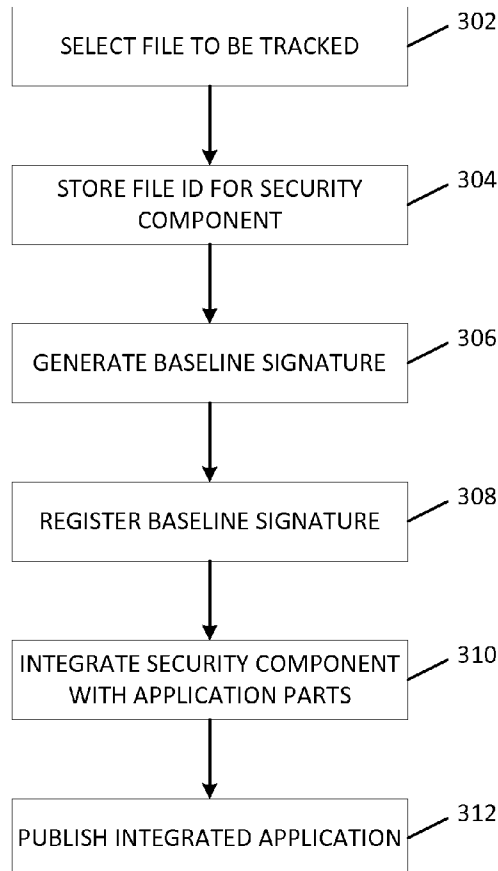 302
SELECT FILE TO BE TRACKED
304
STORE FILE ID FOR SECURITY
COMPONENT
306
GENERATE BASELINE SIGNATURE
308
REGISTER BASELINE SIGNATURE
310
INTEGRATE SECURITY COMPONENT
WITH APPLICATION PARTS
312
PUBLISH INTEGRATED APPLICATION